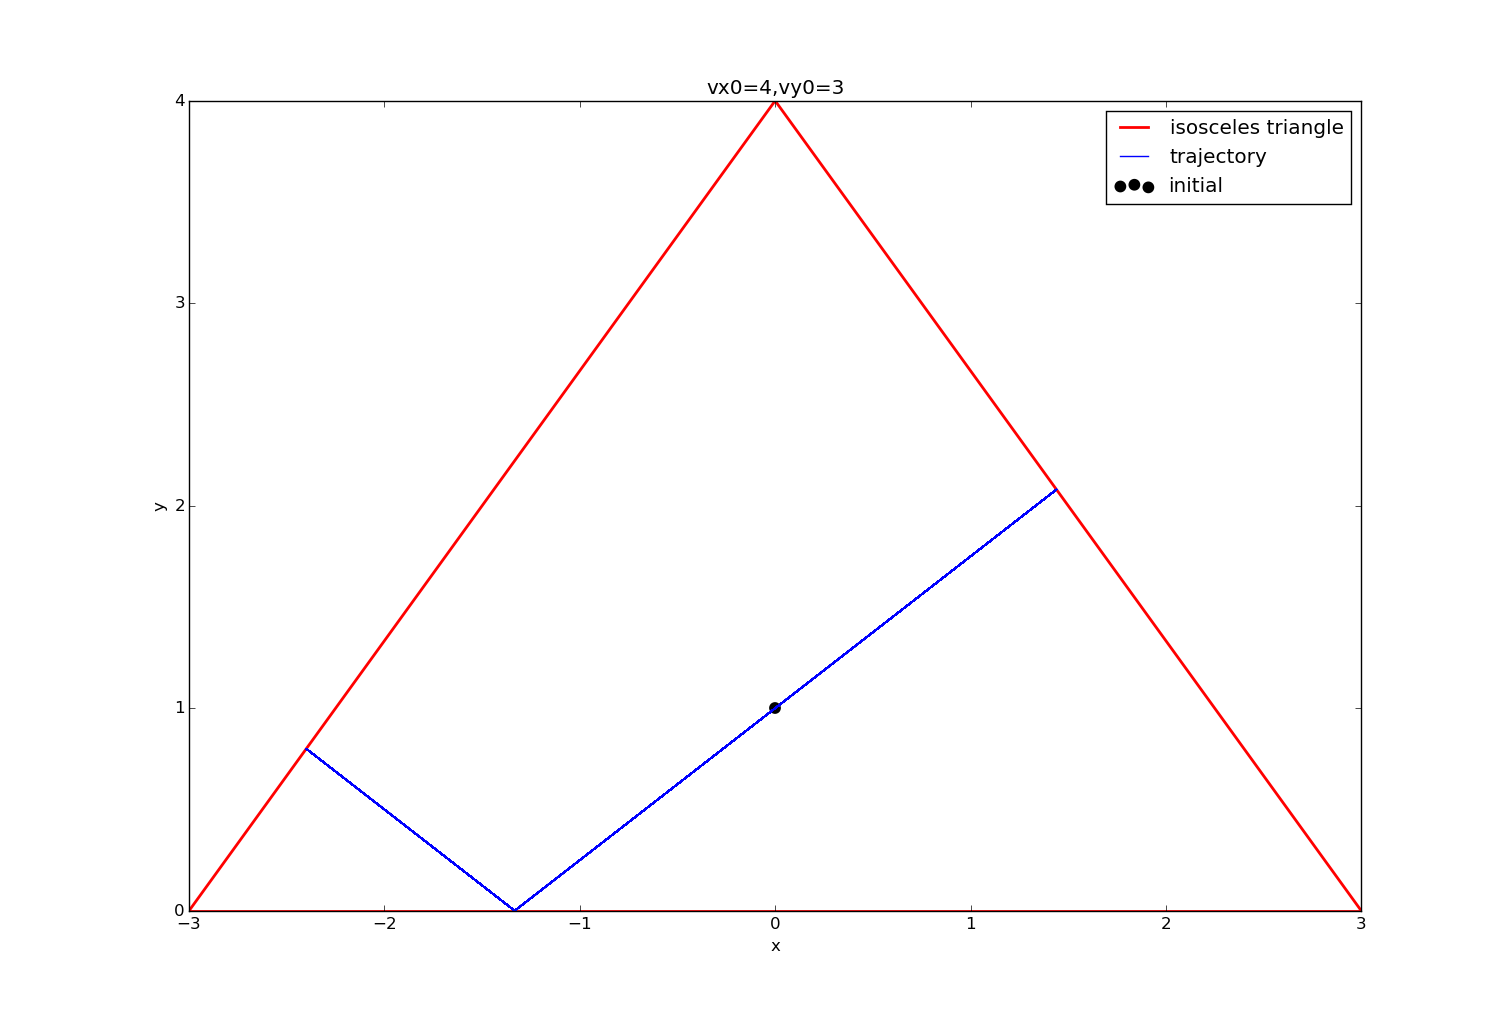 vx0=4,vy0=3
isosceles triangle
trajectory
initial
4
3
2
1
0
y
−3 −2 −1 0 1 2 3
x